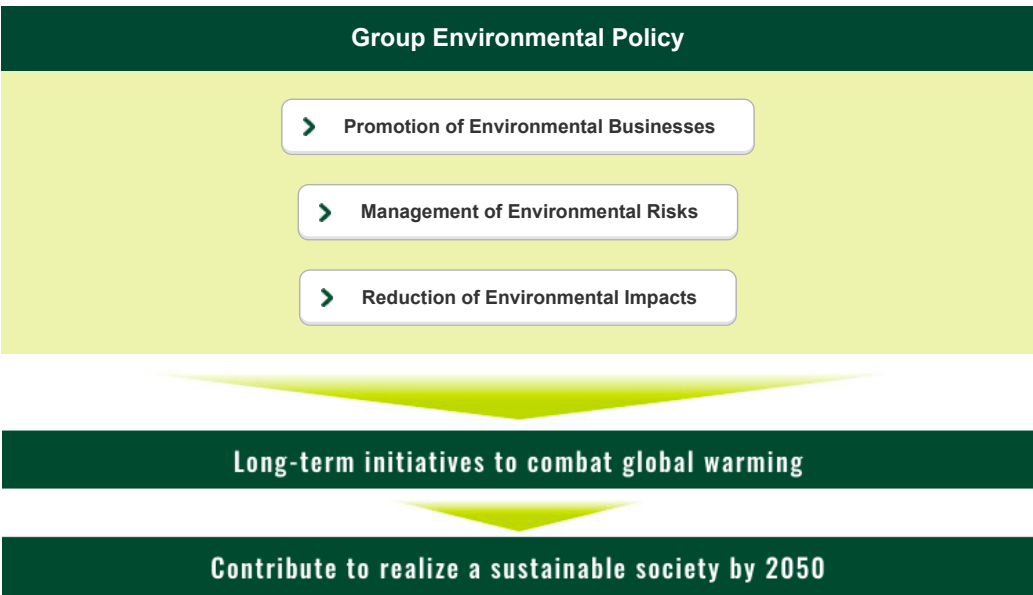 Group Environmental Policy
Promotion of Environmental Businesses
Management of Environmental Risks
Reduction of Environmental Impacts
Long-term initiatives to combat global warming
Contribute to realize a sustainable society by 2050